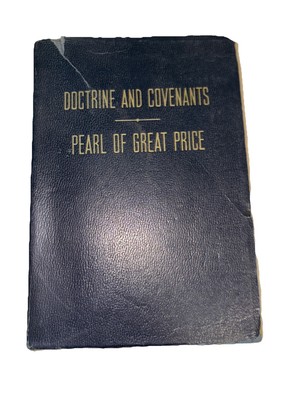 DOCTRINE AND COVENANTS
PEARL OF GREAT PRICE